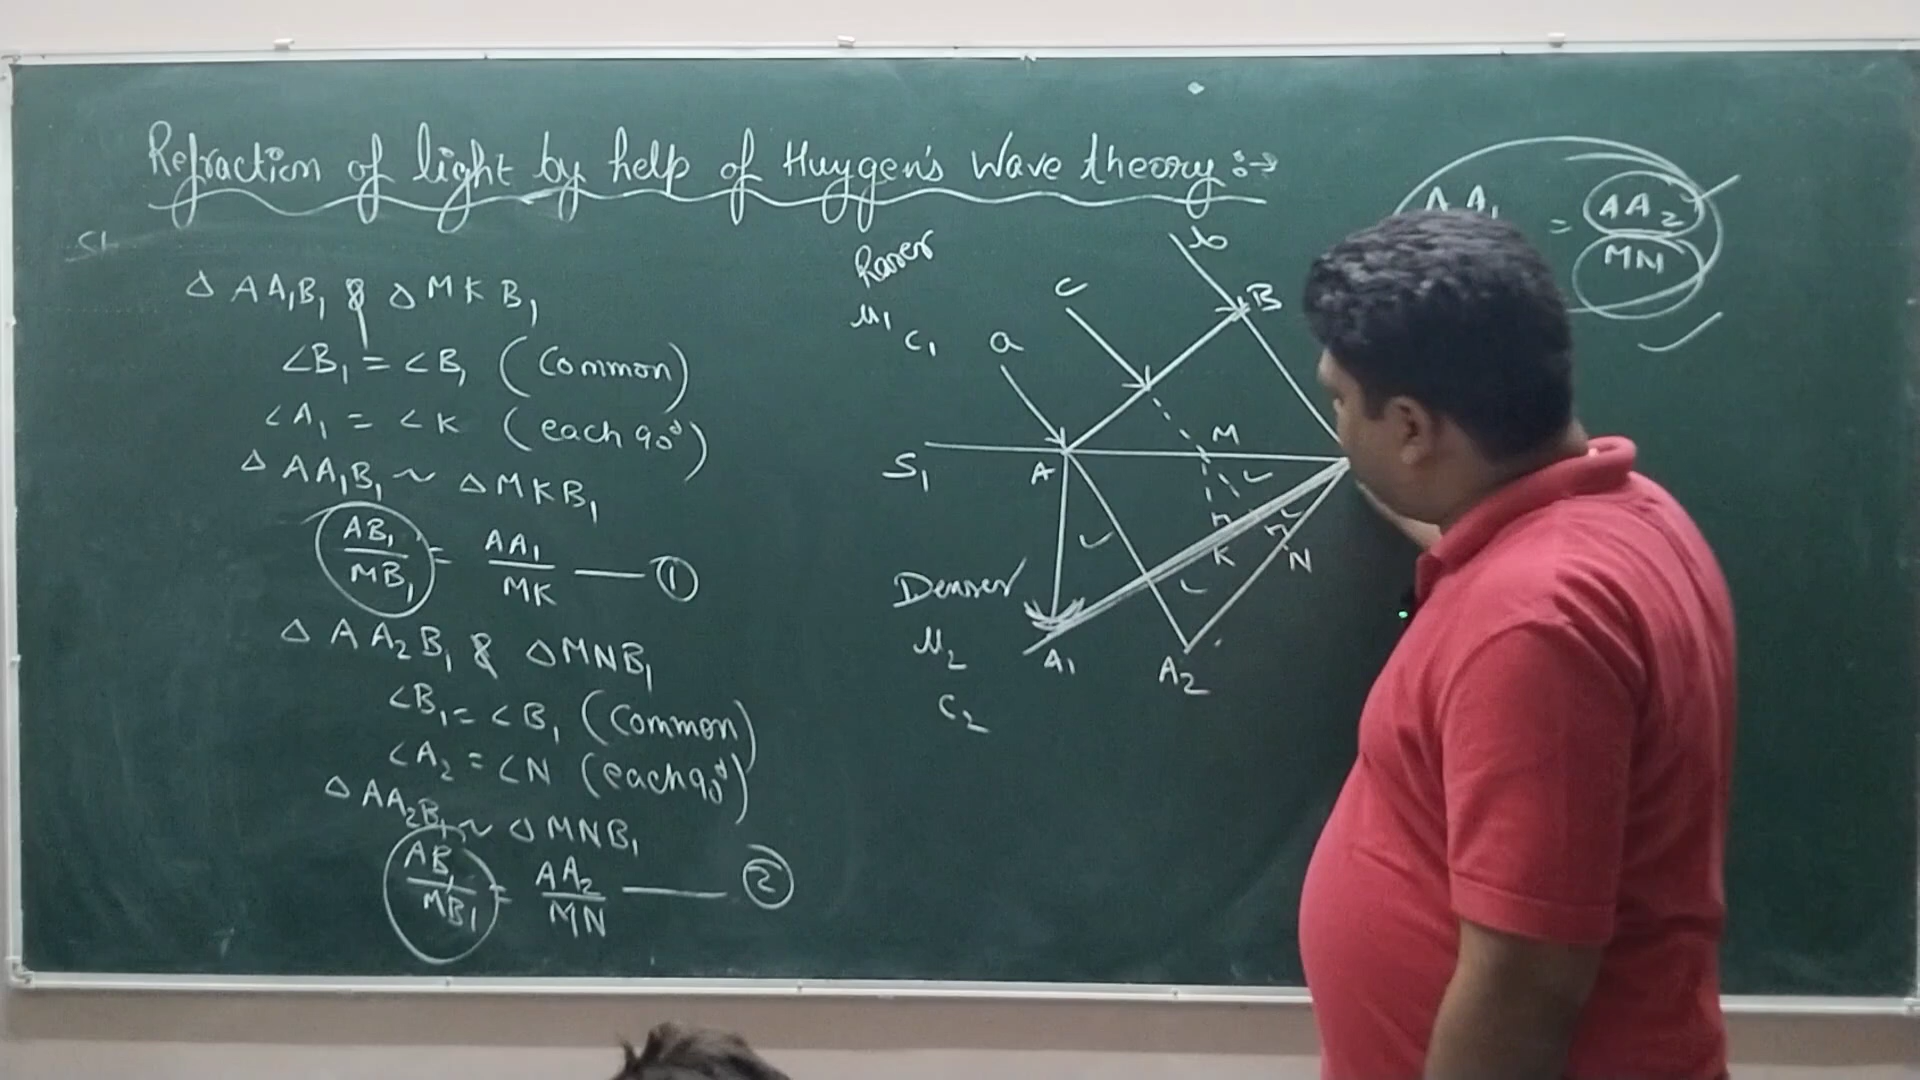 Refraction of light by help of Huygen's Wave theory :→
S1
Δ AA₁B₁ & Δ MKB₁
∠B₁ = ∠B₁ (Common)
∠A₁ = ∠K (each 90°)
Δ AA₁B₁ ~ Δ MKB₁
AB₁/MB₁ = AA₁/MK — ①
Δ AA₂B₁ & Δ MNB₁
∠B₁ = ∠B₁ (Common)
∠A₂ = ∠N (each 90°)
Δ AA₂B₁ ~ Δ MNB₁
AB₁/MB₁ = AA₂/MN — ②
Rarer
μ₁
c₁
a
c
b
B
S₁
A
M
K
N
Denser
μ₂
c₂
A₁
A₂
AA₁ = AA₂/MN